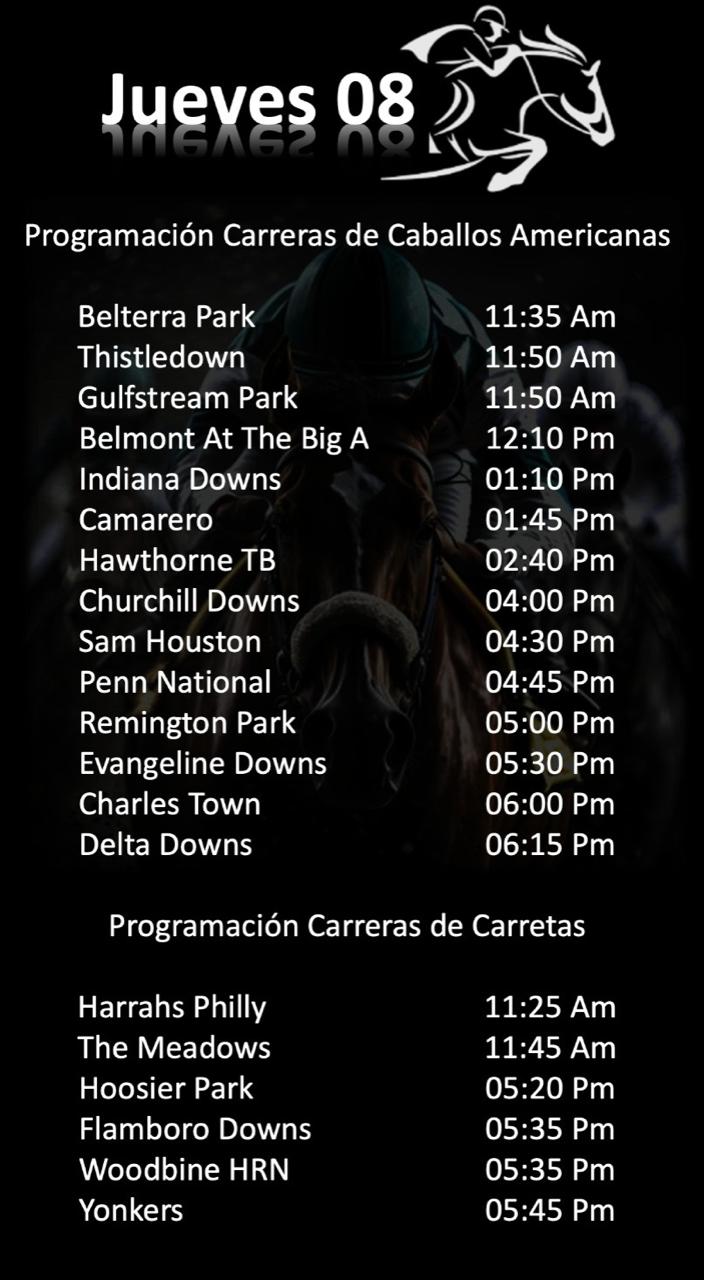 Jueves 08
Programación Carreras de Caballos Americanas
Belterra Park 11:35 Am
Thistledown 11:50 Am
Gulfstream Park 11:50 Am
Belmont At The Big A 12:10 Pm
Indiana Downs 01:10 Pm
Camarero 01:45 Pm
Hawthorne TB 02:40 Pm
Churchill Downs 04:00 Pm
Sam Houston 04:30 Pm
Penn National 04:45 Pm
Remington Park 05:00 Pm
Evangeline Downs 05:30 Pm
Charles Town 06:00 Pm
Delta Downs 06:15 Pm
Programación Carreras de Carretas
Harrahs Philly 11:25 Am
The Meadows 11:45 Am
Hoosier Park 05:20 Pm
Flamboro Downs 05:35 Pm
Woodbine HRN 05:35 Pm
Yonkers 05:45 Pm